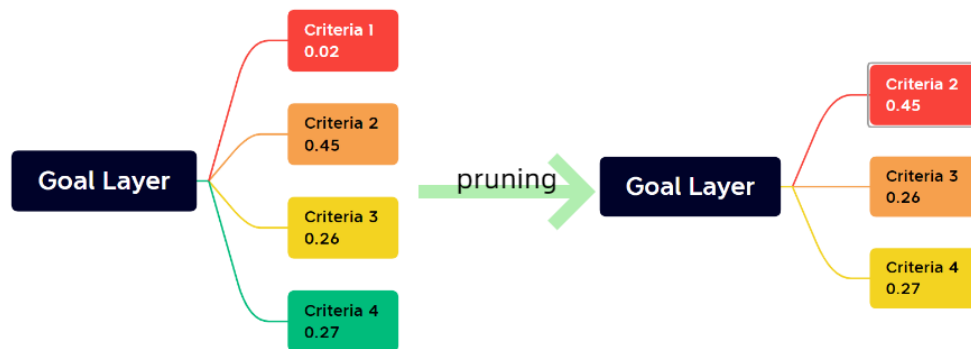 Criteria 1
0.02
Criteria 2
0.45
Goal Layer
Criteria 3
0.26
Criteria 4
0.27
pruning
Criteria 2
0.45
Goal Layer
Criteria 3
0.26
Criteria 4
0.27